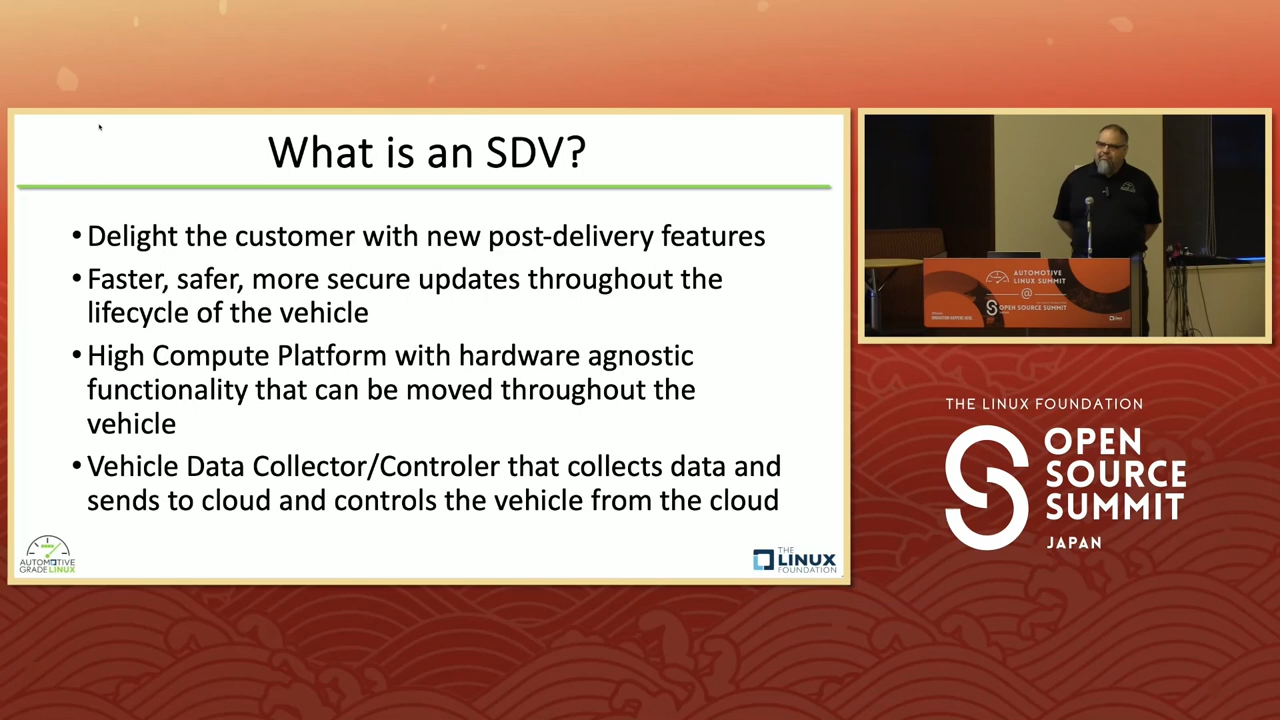 What is an SDV?
• Delight the customer with new post-delivery features
• Faster, safer, more secure updates throughout the
lifecycle of the vehicle
• High Compute Platform with hardware agnostic
functionality that can be moved throughout the
vehicle
• Vehicle Data Collector/Controler that collects data and
sends to cloud and controls the vehicle from the cloud
AUTOMOTIVE
GRADELINUX
THE
LINUX
FOUNDATION
AUTOMOTIVE
LINUX SUMMIT
@
OPEN SOURCE SUMMIT
THE LINUX FOUNDATION
OPEN
SOURCE
SUMMIT
JAPAN